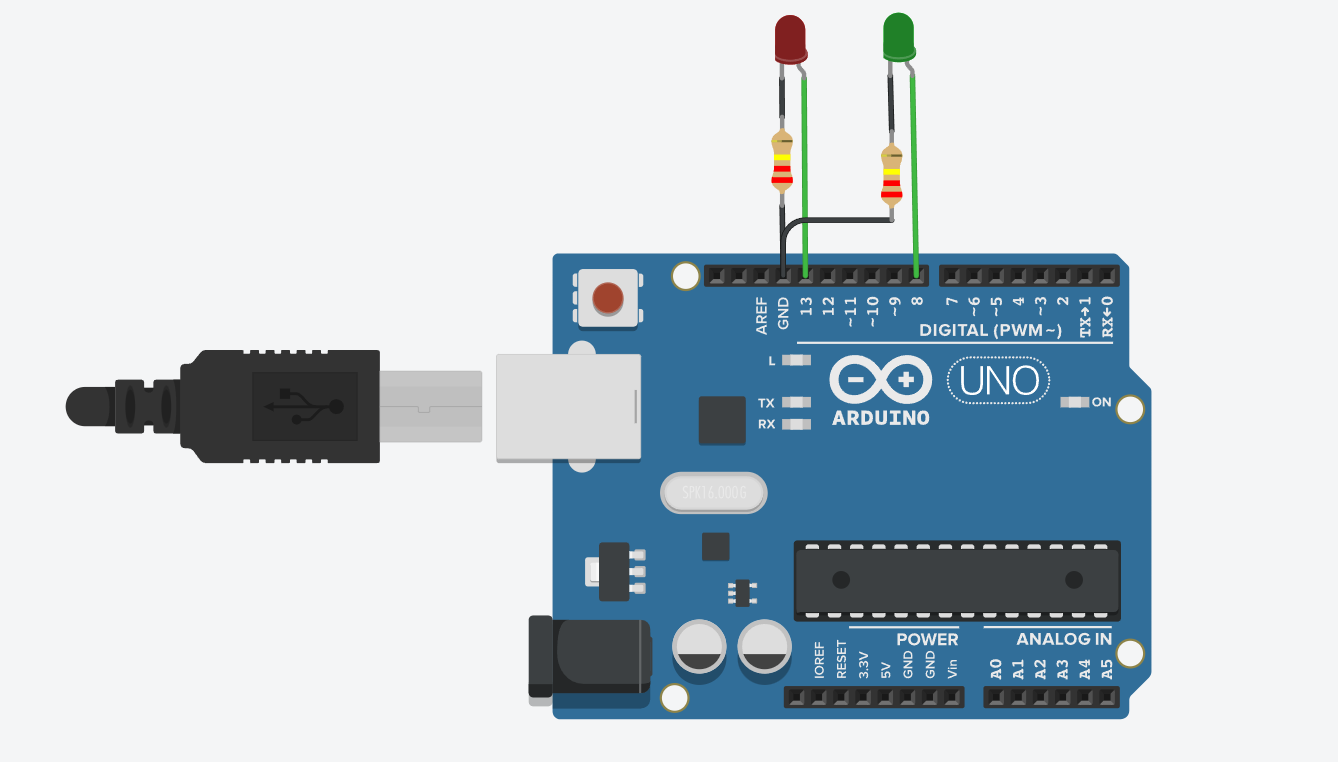 AREF
GND
13
12
~11
~10
~9
8
7
~6
~5
4
~3
2
TX→1
RX←0
DIGITAL (PWM~)
L
TX
RX
ARDUINO
UNO
ON
SPK16.000G
POWER
ANALOG IN
IOREF
RESET
3.3V
5V
GND
GND
Vin
A0
A1
A2
A3
A4
A5